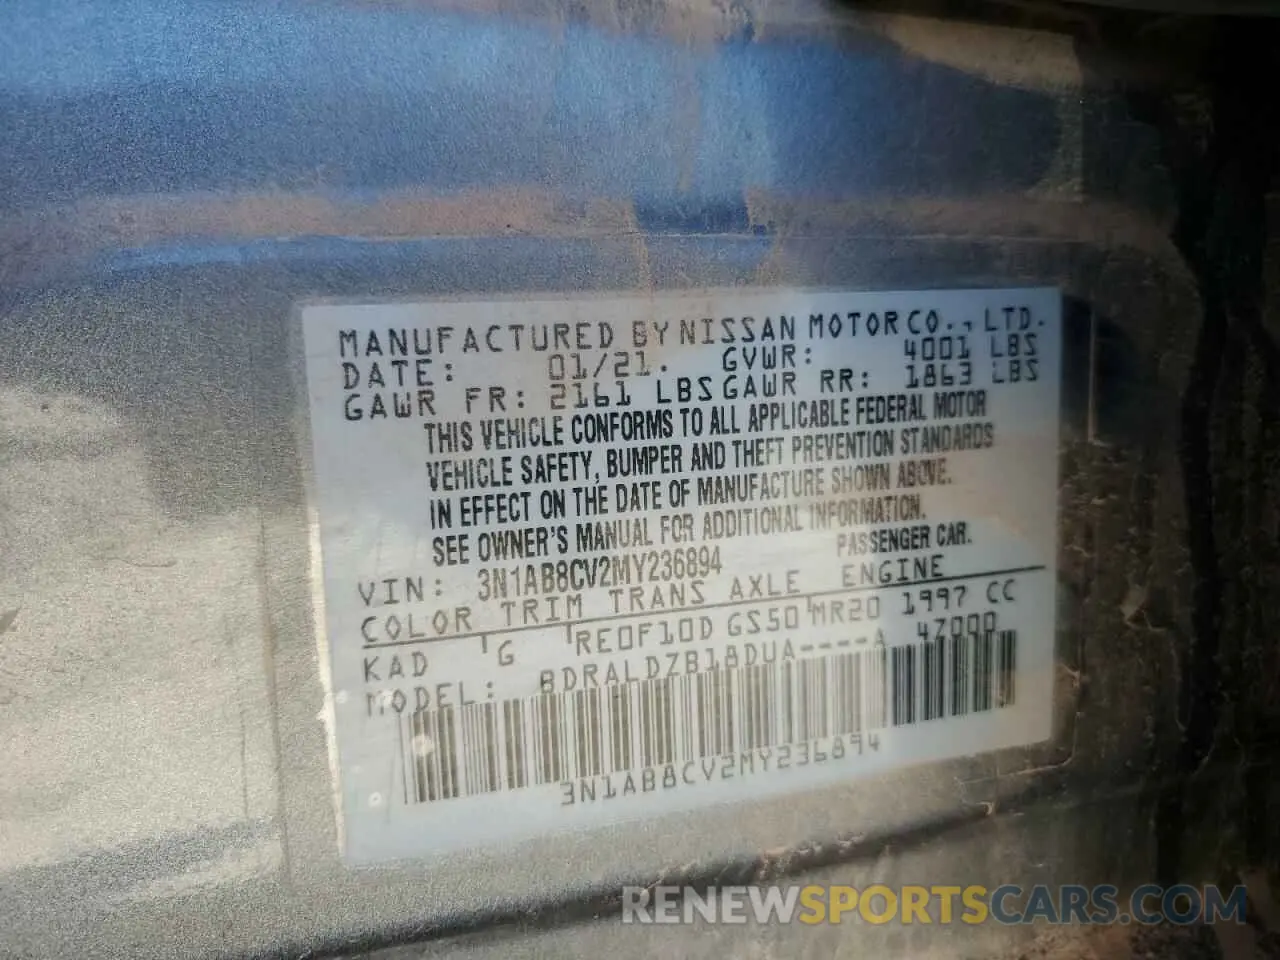 MANUFACTURED BY NISSAN MOTOR CO., LTD.
DATE: 01/21. GVWR: 4001 LBS
GAWR FR: 2161 LBS GAWR RR: 1863 LBS
THIS VEHICLE CONFORMS TO ALL APPLICABLE FEDERAL MOTOR
VEHICLE SAFETY, BUMPER AND THEFT PREVENTION STANDARDS
IN EFFECT ON THE DATE OF MANUFACTURE SHOWN ABOVE.
SEE OWNER'S MANUAL FOR ADDITIONAL INFORMATION.
VIN: 3N1AB8CV2MY236894 PASSENGER CAR.
COLOR TRIM TRANS AXLE ENGINE
KAD G RE0F10D GS50 MR20 1997 CC
MODEL: BDRALDZB18DUA----A 47000
3N1AB8CV2MY236894
RENEWSPORTSCARS.COM